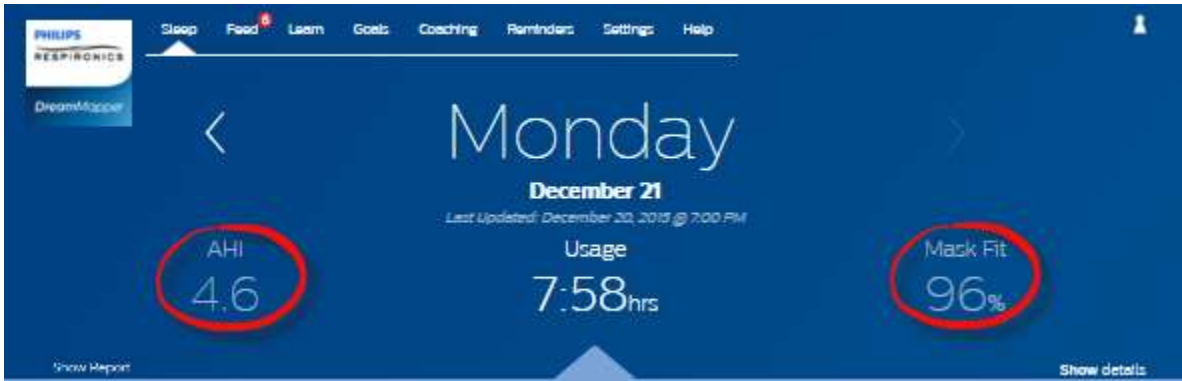 PHILIPS
RESPIRONICS
DreamMapper
Sleep Feed 6 Learn Goals Coaching Reminders Settings Help
Monday
December 21
Last Updated: December 20, 2015 @ 7:00 PM
AHI
4.6
Usage
7:58hrs
Mask Fit
96%
Show Report
Show details